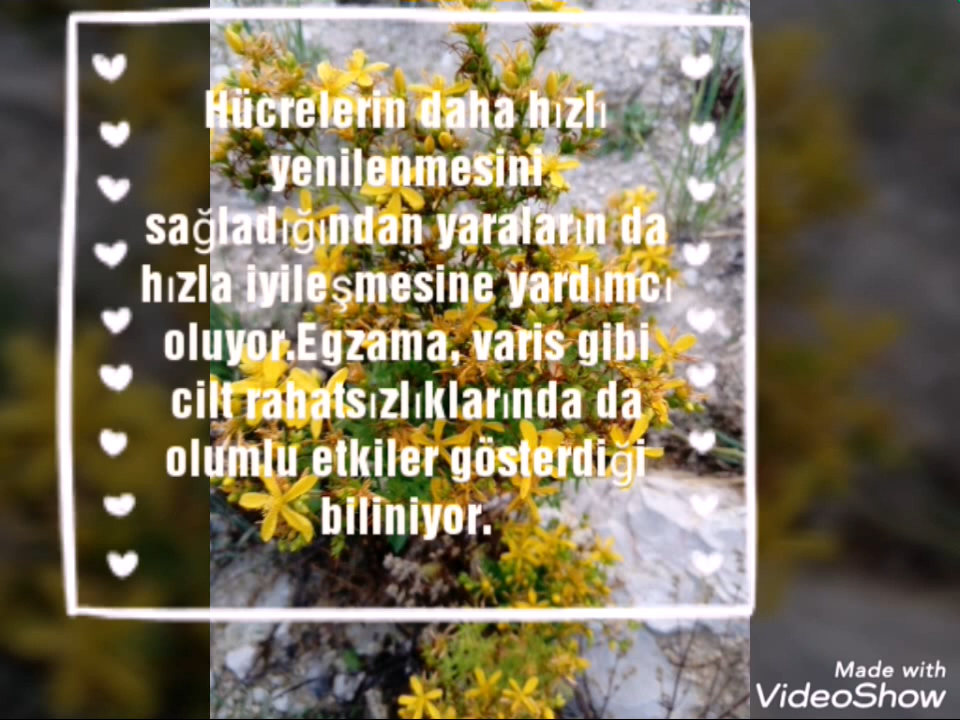 Hücrelerin daha hızlı
yenilenmesini
sağladığından yaraların da
hızla iyileşmesine yardımcı
oluyor.Egzama, varis gibi
cilt rahatsızlıklarında da
olumlu etkiler gösterdiği
biliniyor.
Made with
VideoShow